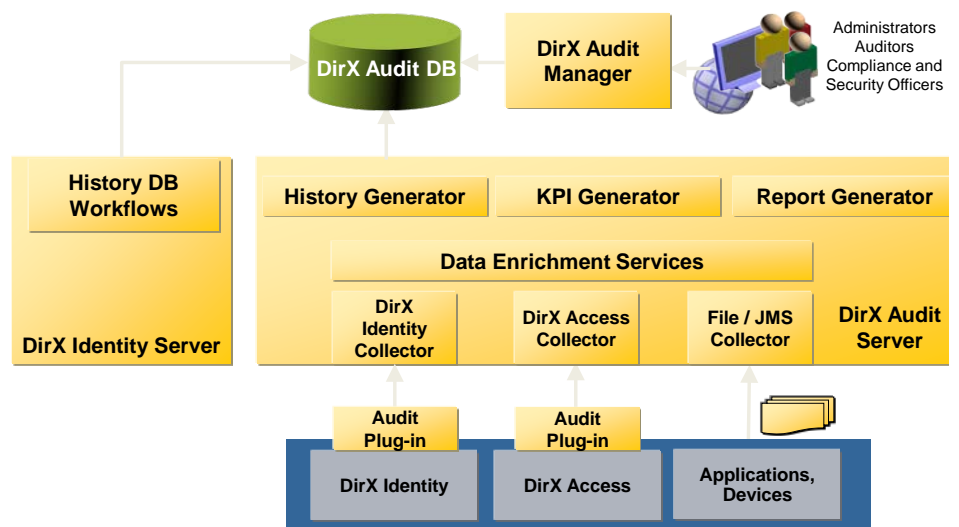 DirX Audit DB
DirX Audit
Manager
Administrators
Auditors
Compliance and
Security Officers
History DB
Workflows
DirX Identity Server
History Generator
KPI Generator
Report Generator
Data Enrichment Services
DirX
Identity
Collector
DirX Access
Collector
File / JMS
Collector
DirX Audit
Server
Audit
Plug-in
Audit
Plug-in
DirX Identity
DirX Access
Applications,
Devices